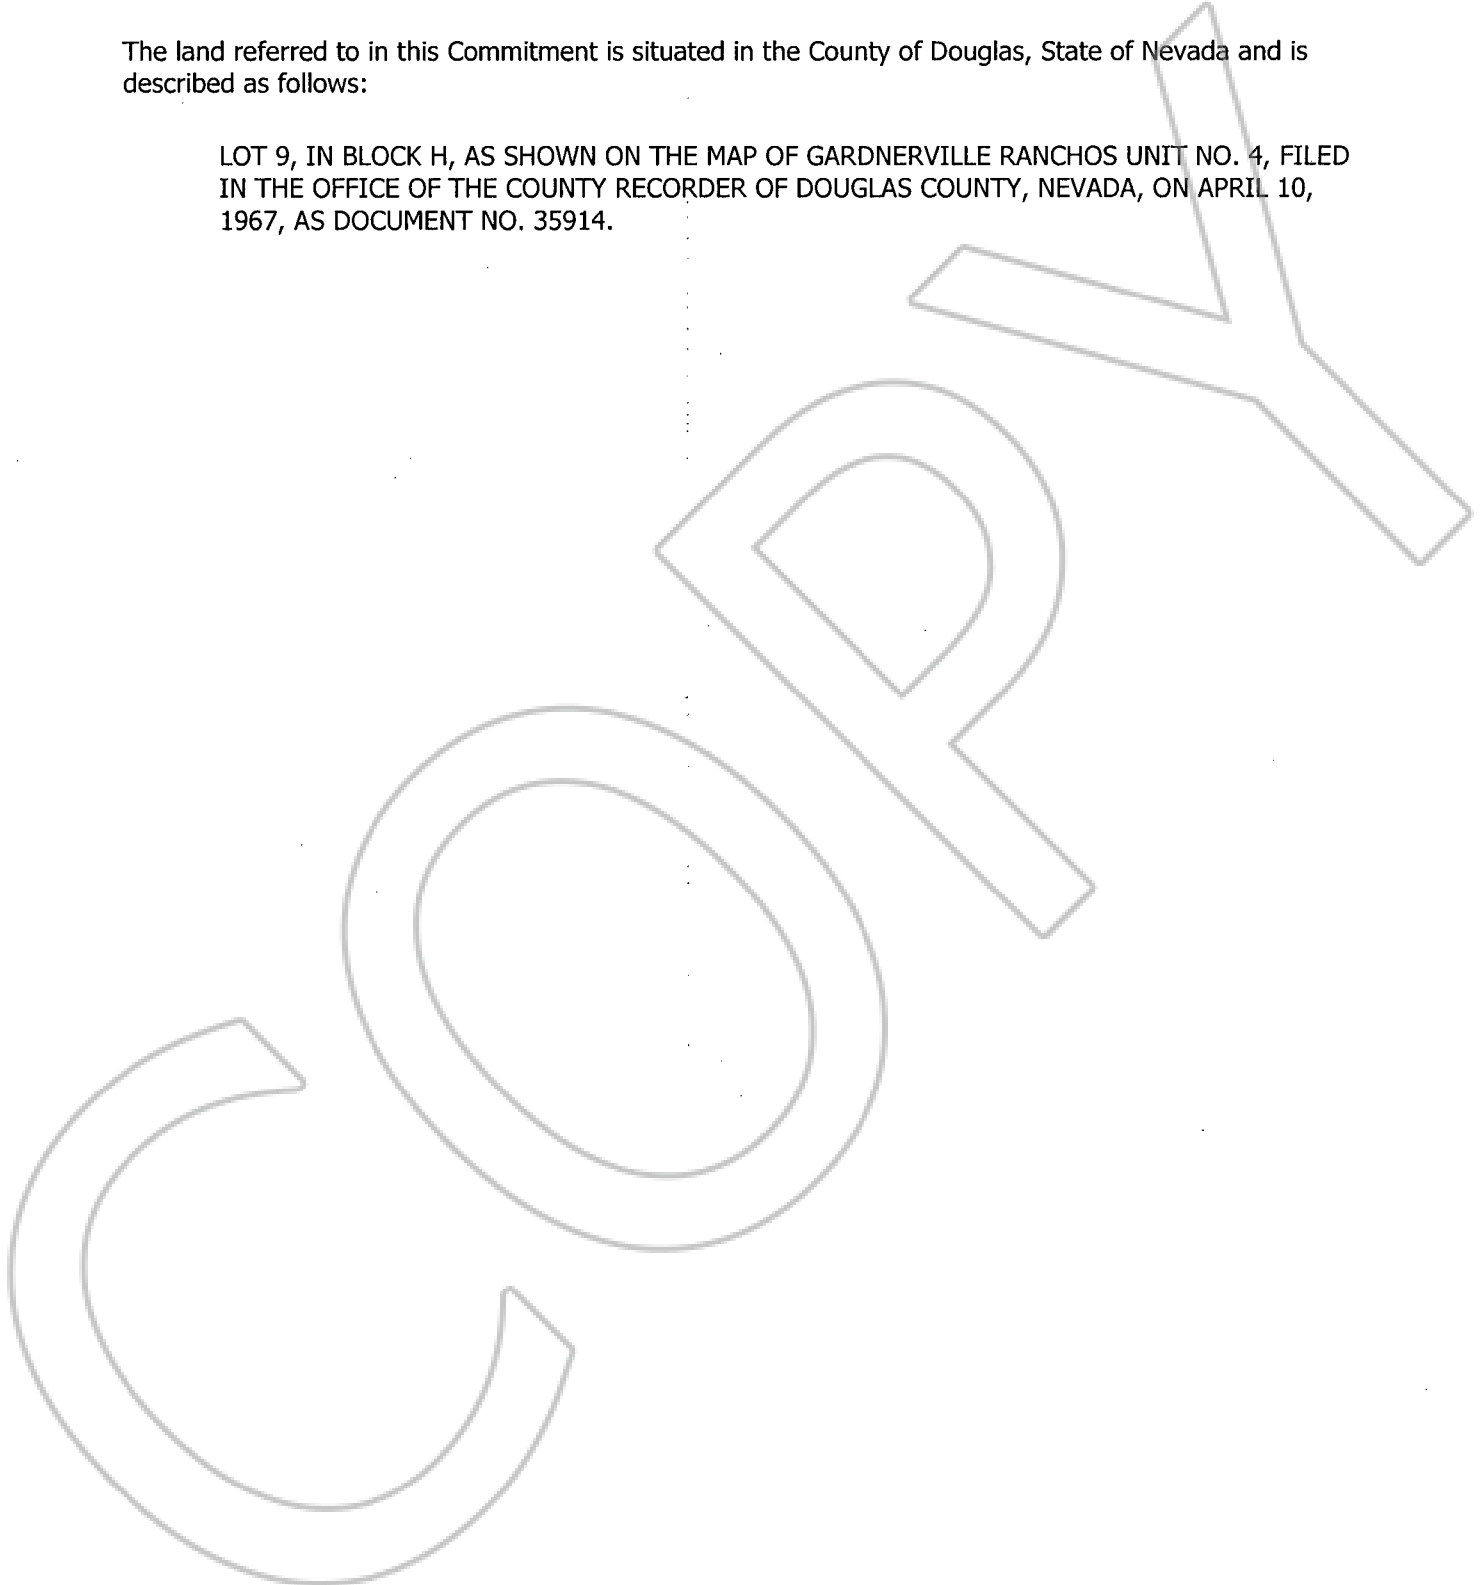 The land referred to in this Commitment is situated in the County of Douglas, State of Nevada and is
described as follows:
LOT 9, IN BLOCK H, AS SHOWN ON THE MAP OF GARDNERVILLE RANCHOS UNIT NO. 4, FILED
IN THE OFFICE OF THE COUNTY RECORDER OF DOUGLAS COUNTY, NEVADA, ON APRIL 10,
1967, AS DOCUMENT NO. 35914.
COPY